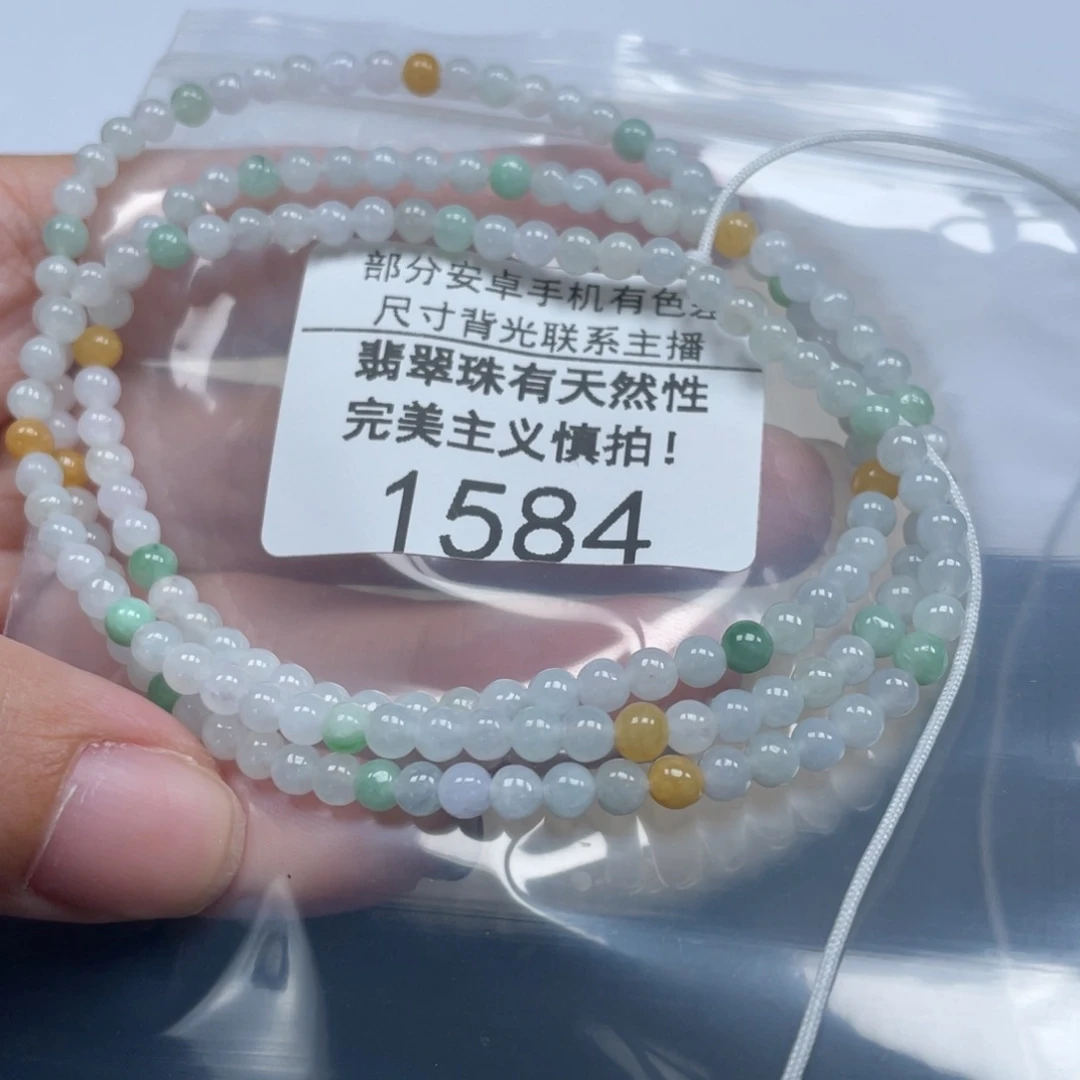 部分安卓手机有色
尺寸背光联系主播
翡翠珠有天然性
完美主义慎拍!
1584